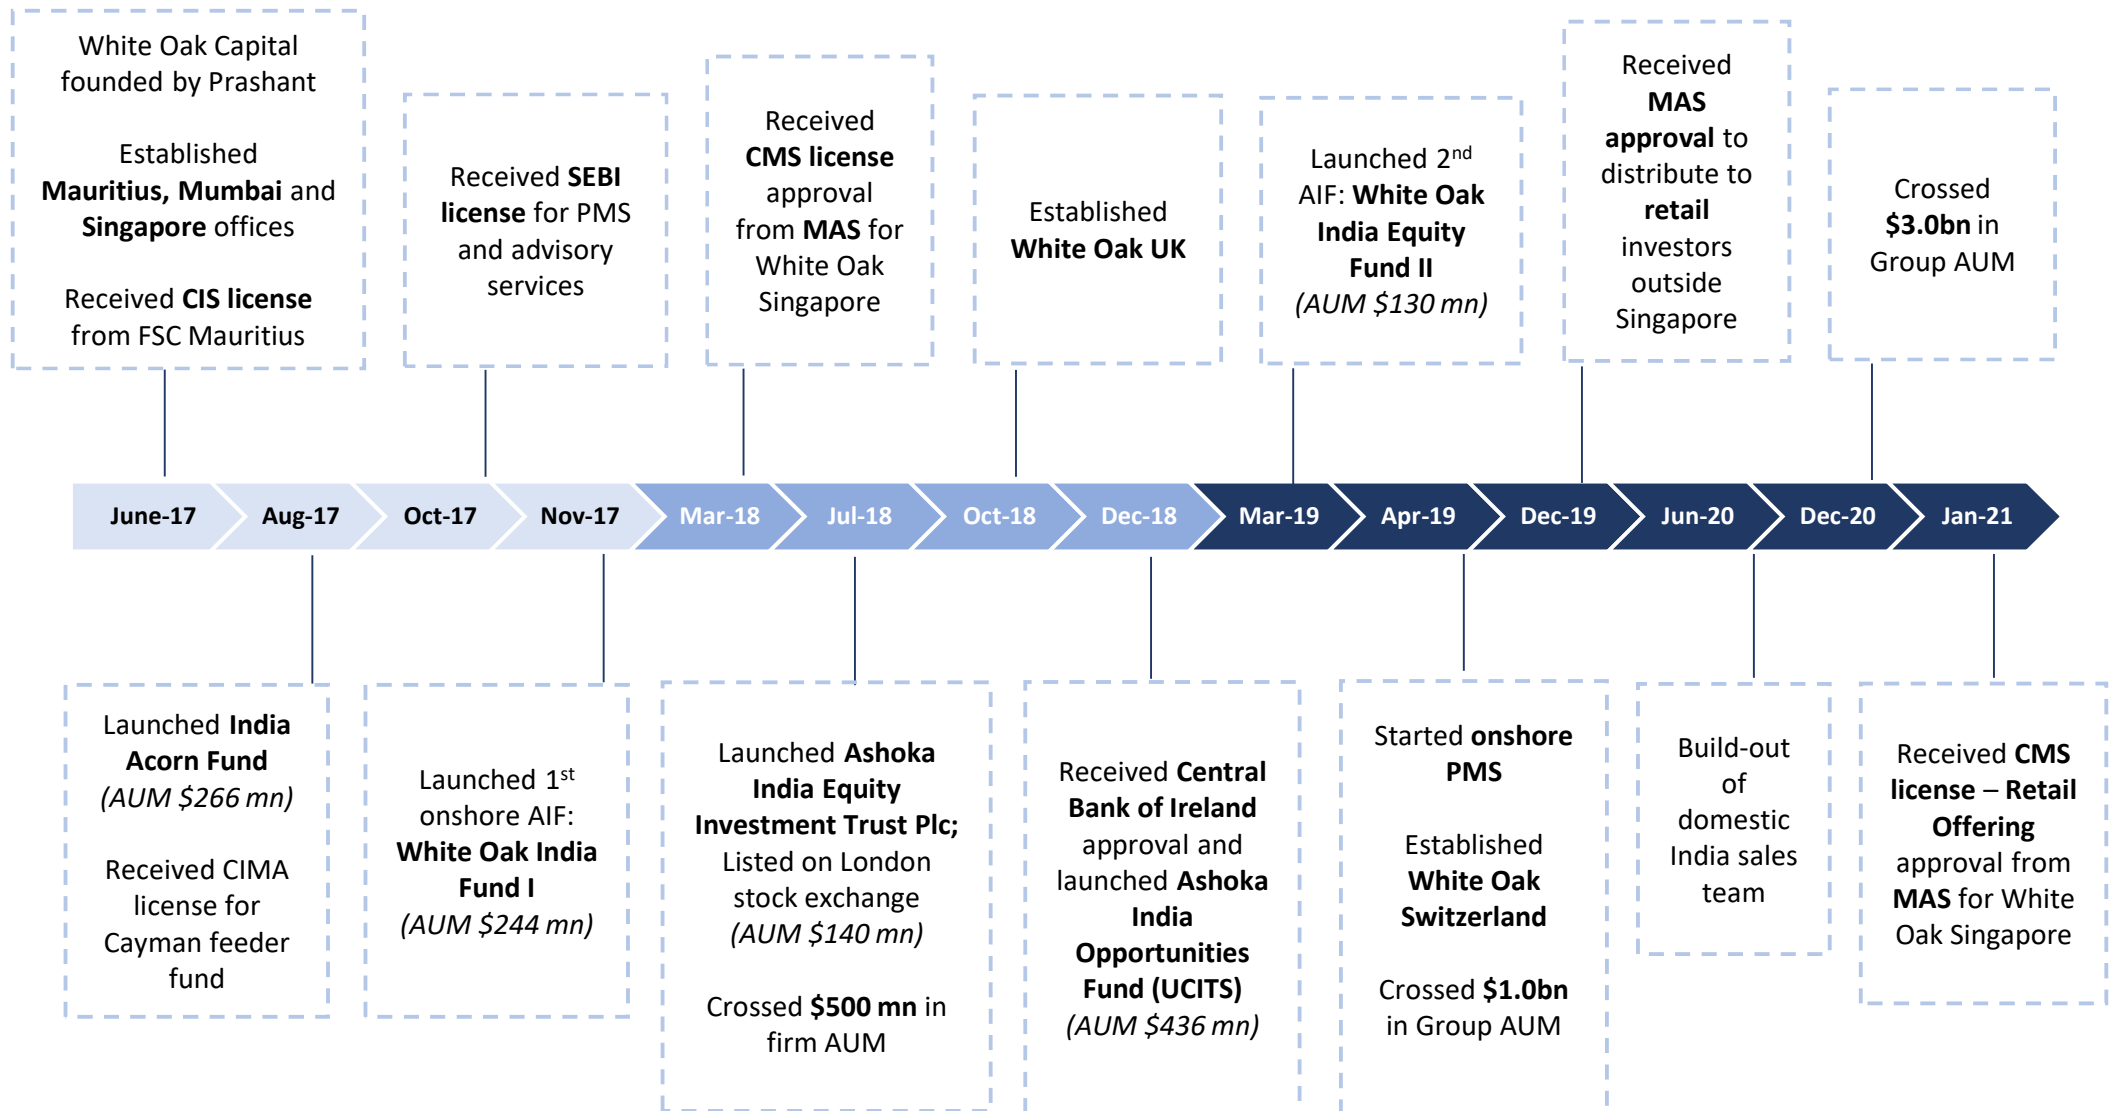 White Oak Capital
founded by Prashant
Established
Mauritius, Mumbai and
Singapore offices
Received CIS license
from FSC Mauritius
Received SEBI
license for PMS
and advisory
services
Received
CMS license
approval
from MAS for
White Oak
Singapore
Established
White Oak UK
Launched 2nd
AIF: White Oak
India Equity
Fund II
(AUM $130 mn)
Received
MAS
approval to
distribute to
retail
investors
outside
Singapore
Crossed
$3.0bn in
Group AUM
June-17
Aug-17
Oct-17
Nov-17
Mar-18
Jul-18
Oct-18
Dec-18
Mar-19
Apr-19
Dec-19
Jun-20
Dec-20
Jan-21
Launched India
Acorn Fund
(AUM $266 mn)
Received CIMA
license for
Cayman feeder
fund
Launched 1st
onshore AIF:
White Oak India
Fund I
(AUM $244 mn)
Launched Ashoka
India Equity
Investment Trust Plc;
Listed on London
stock exchange
(AUM $140 mn)
Crossed $500 mn in
firm AUM
Received Central
Bank of Ireland
approval and
launched Ashoka
India
Opportunities
Fund (UCITS)
(AUM $436 mn)
Started onshore
PMS
Established
White Oak
Switzerland
Crossed $1.0bn
in Group AUM
Build-out
of
domestic
India sales
team
Received CMS
license – Retail
Offering
approval from
MAS for White
Oak Singapore